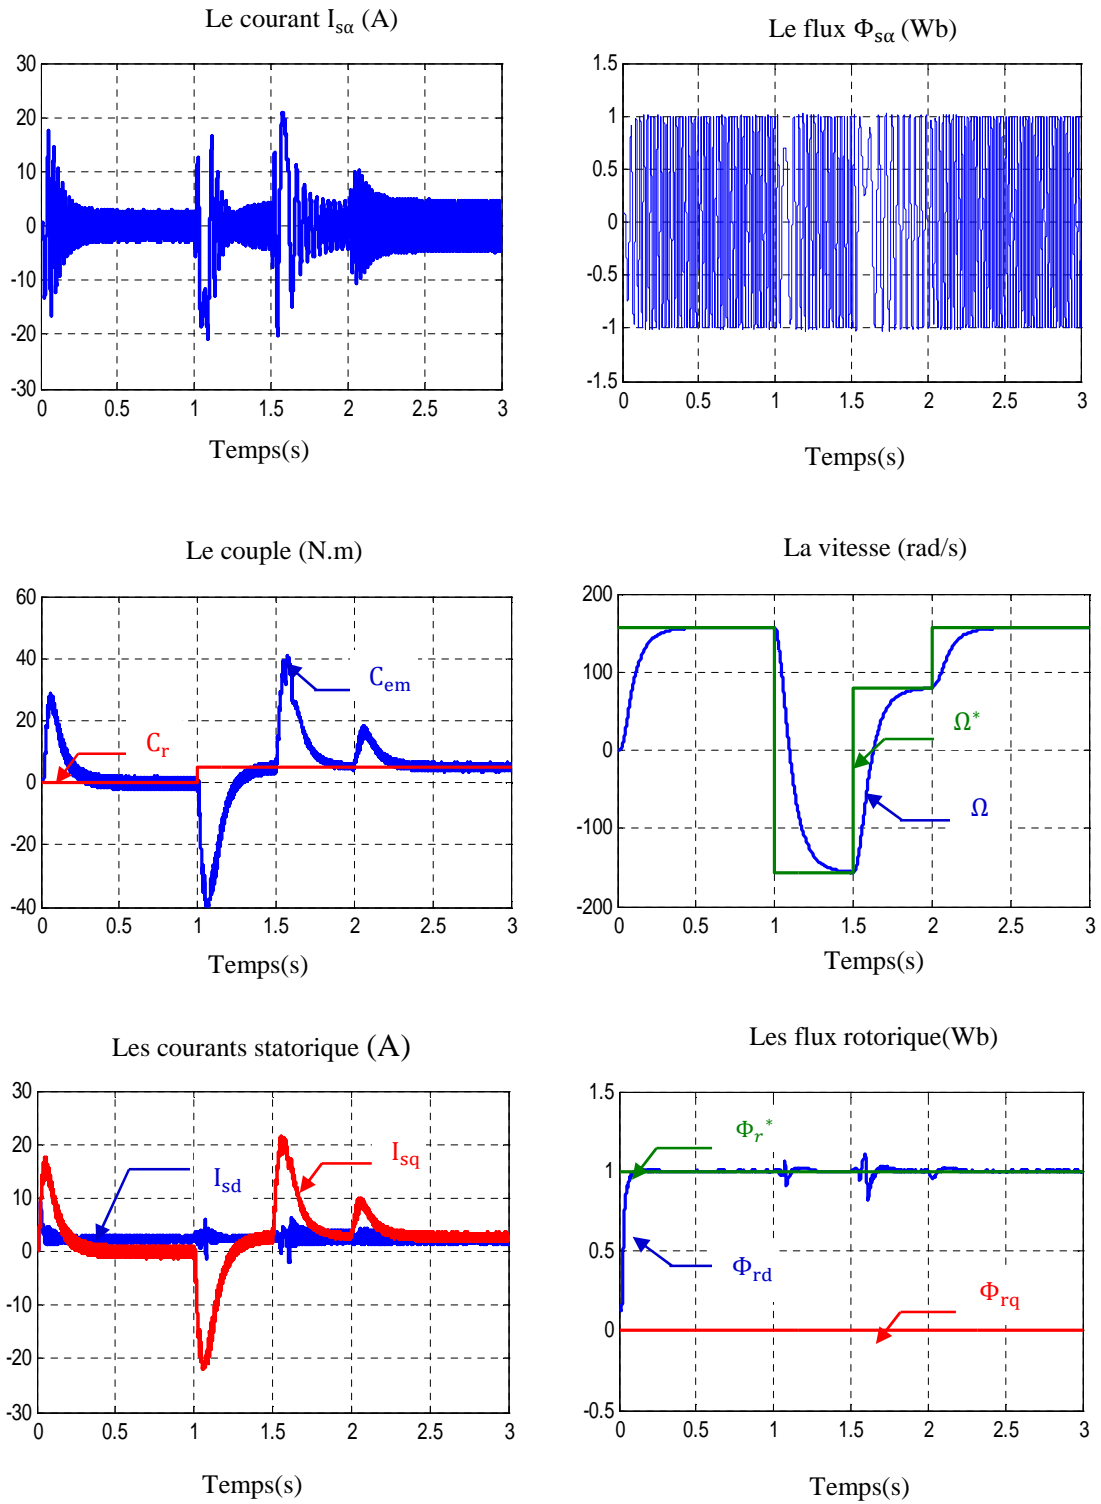 Le courant Isα (A)
30
20
10
0
-10
-20
-30
0 0.5 1 1.5 2 2.5 3
Temps(s)
Le flux Φsα (Wb)
1.5
1
0.5
0
-0.5
-1
-1.5
0 0.5 1 1.5 2 2.5 3
Temps(s)
Le couple (N.m)
60
40
20
0
-20
-40
Cem
Cr
0 0.5 1 1.5 2 2.5 3
Temps(s)
La vitesse (rad/s)
200
100
0
-100
-200
Ω*
Ω
0 0.5 1 1.5 2 2.5 3
Temps(s)
Les courants statorique (A)
30
20
10
0
-10
-20
-30
Isd
Isq
0 0.5 1 1.5 2 2.5 3
Temps(s)
Les flux rotorique(Wb)
1.5
1
0.5
0
-0.5
Φr*
Φrd
Φrq
0 0.5 1 1.5 2 2.5 3
Temps(s)